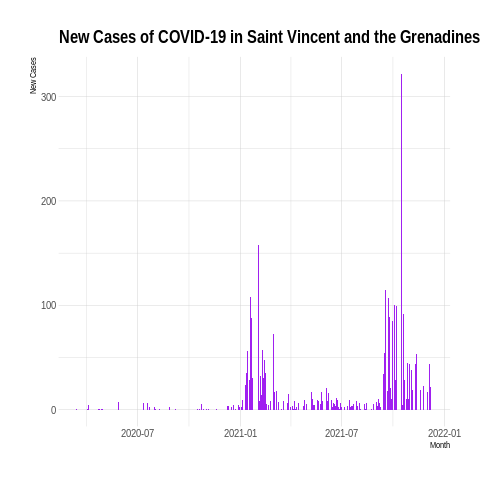 New Cases of COVID-19 in Saint Vincent and the Grenadines
New Cases
300
200
100
0
2020-07 2021-01 2021-07 2022-01
Month